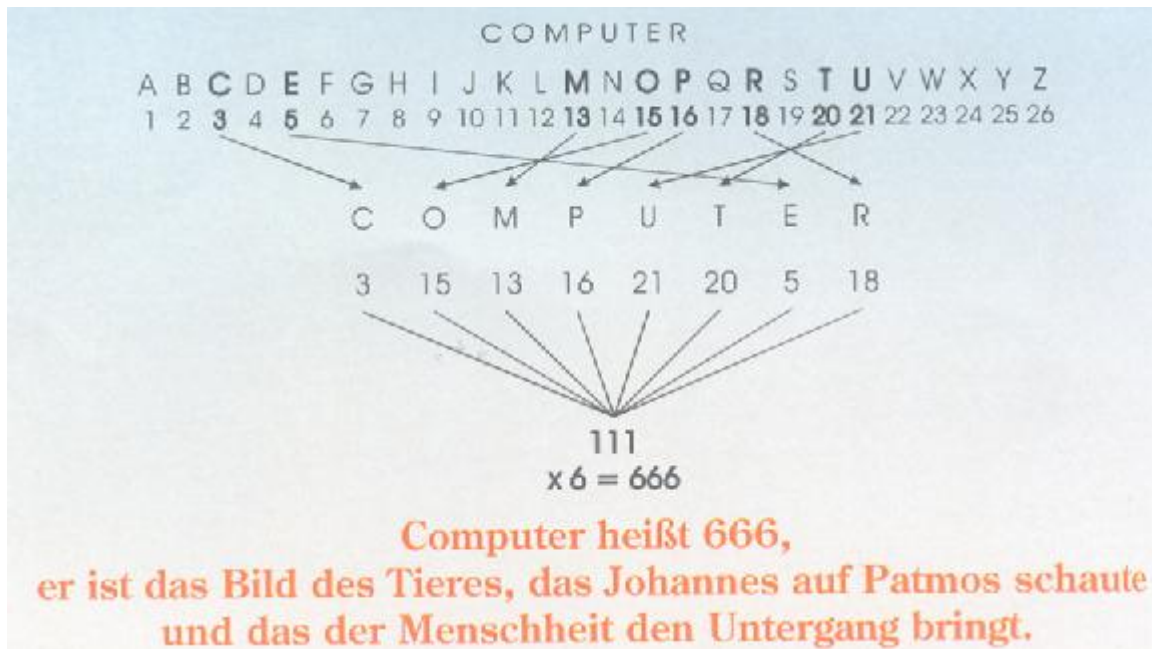 COMPUTER
A B C D E F G H I J K L M N O P Q R S T U V W X Y Z
1 2 3 4 5 6 7 8 9 10 11 12 13 14 15 16 17 18 19 20 21 22 23 24 25 26
C O M P U T E R
3 15 13 16 21 20 5 18
111
x 6 = 666
Computer heißt 666,
er ist das Bild des Tieres, das Johannes auf Patmos schaute
und das der Menschheit den Untergang bringt.